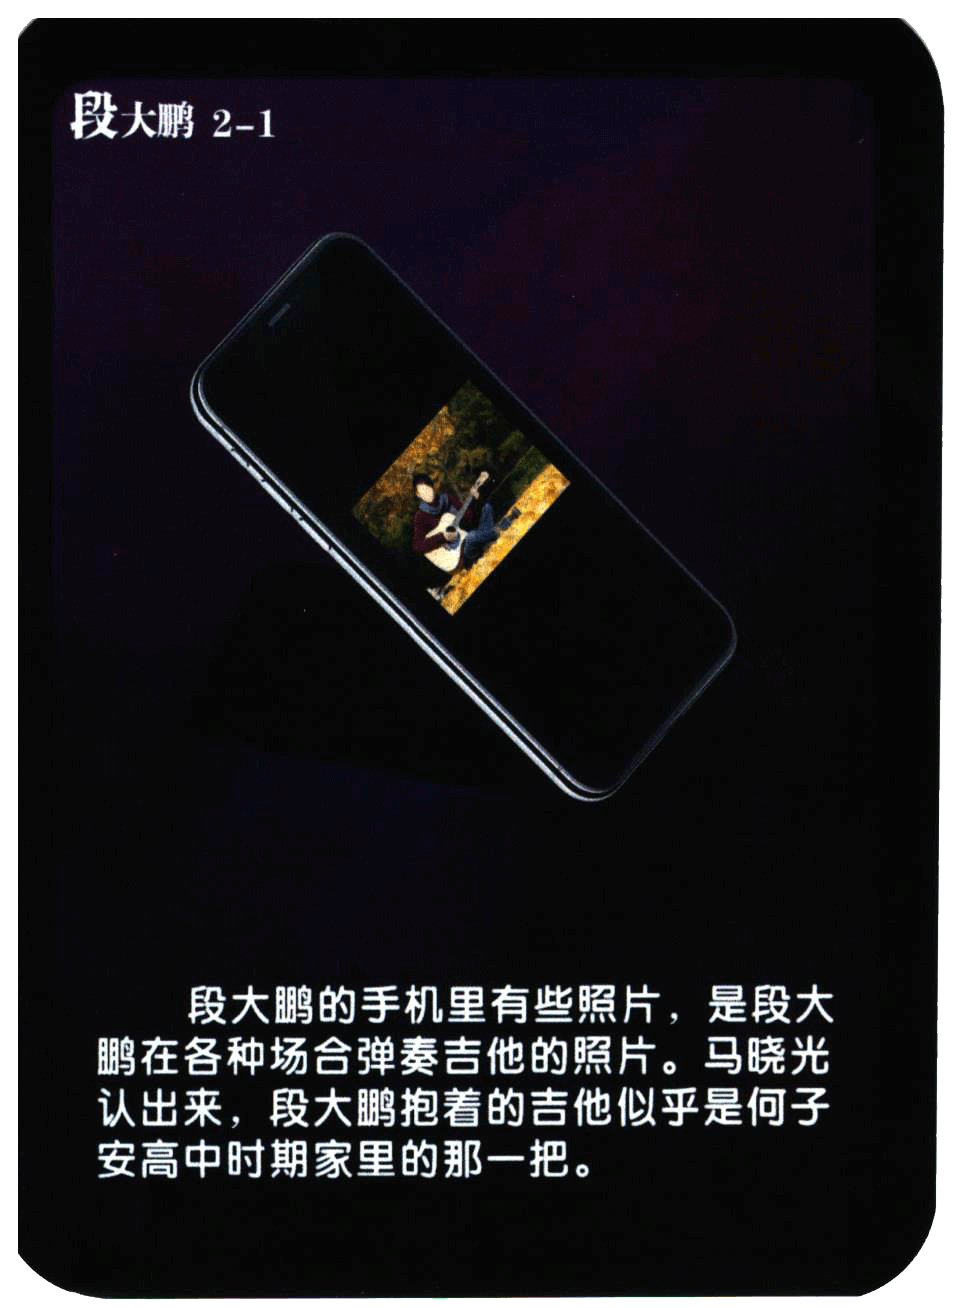 段大鹏 2-1
段大鹏的手机里有些照片，是段大
鹏在各种场合弹奏吉他的照片。马晓光
认出来，段大鹏抱着的吉他似乎是何子
安高中时期家里的那一把。